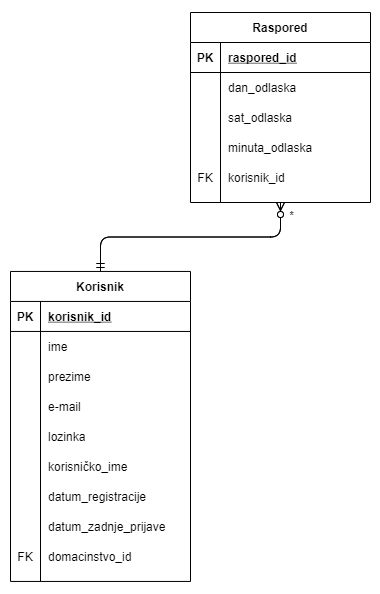 Raspored
PK raspored_id
dan_odlaska
sat_odlaska
minuta_odlaska
FK korisnik_id
*
Korisnik
PK korisnik_id
ime
prezime
e-mail
lozinka
korisničko_ime
datum_registracije
datum_zadnje_prijave
FK domacinstvo_id